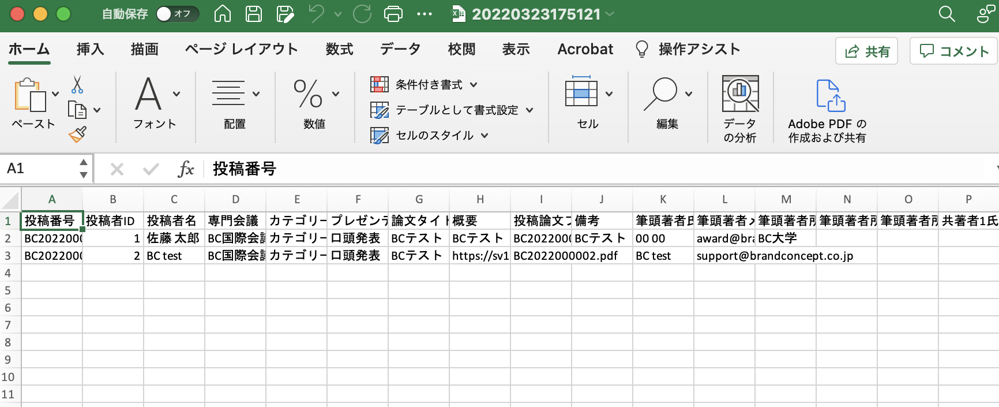 自動保存 オフ 20220323175121
ホーム 挿入 描画 ページ レイアウト 数式 データ 校閲 表示 Acrobat 操作アシスト 共有 コメント
ペースト フォント 配置 % 数値 条件付き書式 テーブルとして書式設定 セルのスタイル セル 編集 データの分析 Adobe PDF の作成および共有
A1 fx 投稿番号
A B C D E F G H I J K L M N O P
1 投稿番号 投稿者ID 投稿者名 専門会議 カテゴリー プレゼンテ 論文タイト 概要 投稿論文フ 備考 筆頭著者氏 筆頭著者メ 筆頭著者所 筆頭著者所 筆頭著者所 共著者1氏
2 BC2022000 1 佐藤 太郎 BC国際会議 カテゴリー 口頭発表 BCテスト BCテスト BC2022000 BCテスト 00 00 award@bra BC大学
3 BC2022000 2 BC test BC国際会議 カテゴリー 口頭発表 BCテスト https://sv1 BC2022000002.pdf BC test support@brandconcept.co.jp
4
5
6
7
8
9
10
11